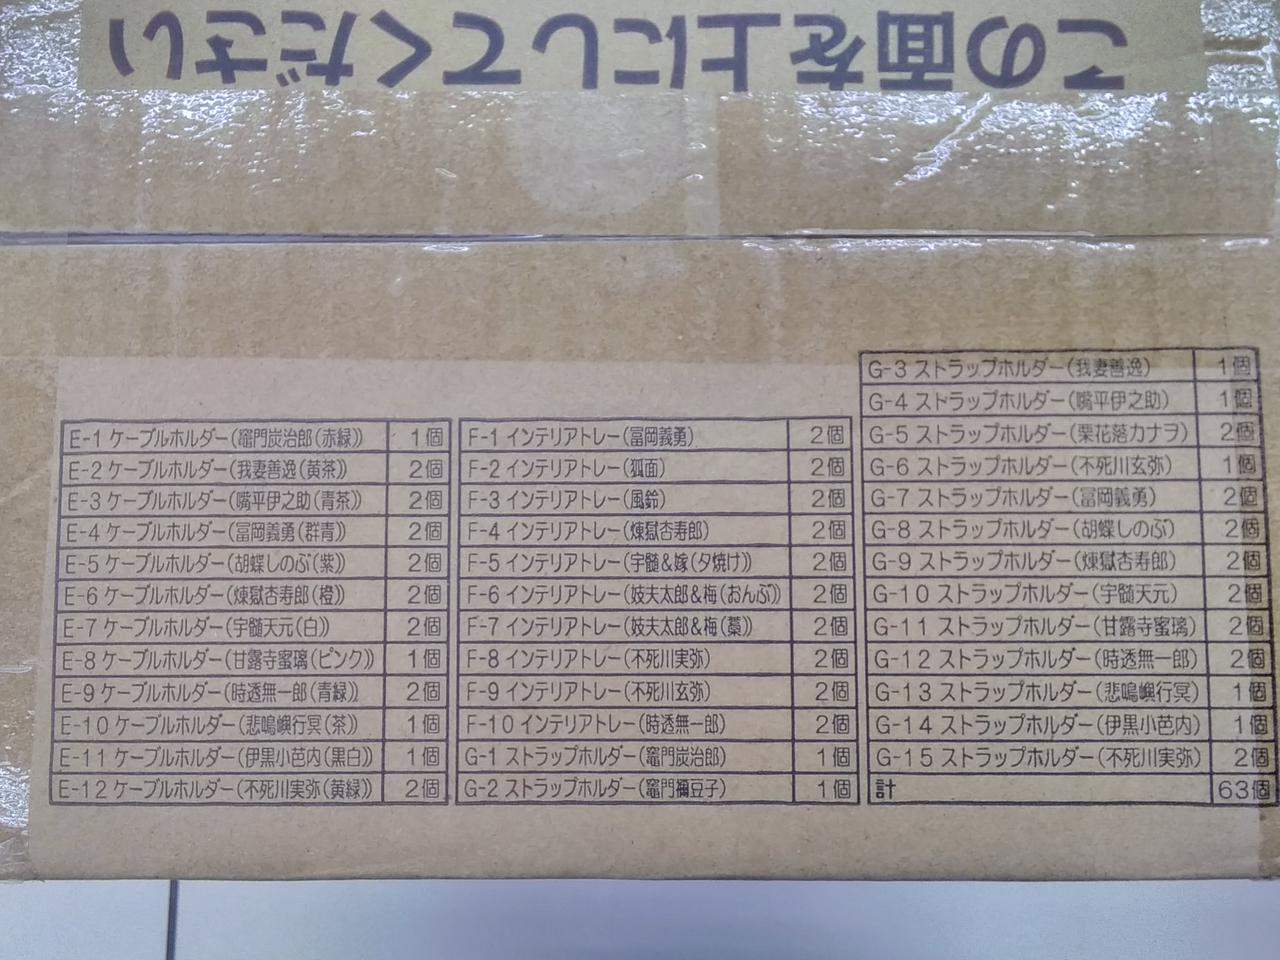 この面を上にしてください
E-1 ケーブルホルダー(竈門炭治郎(赤緑)) 1個
E-2 ケーブルホルダー(我妻善逸(黄茶)) 2個
E-3 ケーブルホルダー(嘴平伊之助(青茶)) 2個
E-4 ケーブルホルダー(冨岡義勇(群青)) 2個
E-5 ケーブルホルダー(胡蝶しのぶ(紫)) 2個
E-6 ケーブルホルダー(煉獄杏寿郎(橙)) 2個
E-7 ケーブルホルダー(宇髄天元(白)) 2個
E-8 ケーブルホルダー(甘露寺蜜璃(ピンク)) 1個
E-9 ケーブルホルダー(時透無一郎(青緑)) 2個
E-10 ケーブルホルダー(悲鳴嶼行冥(茶)) 1個
E-11 ケーブルホルダー(伊黒小芭内(黒白)) 1個
E-12 ケーブルホルダー(不死川実弥(黄緑)) 2個
F-1 インテリアトレー(冨岡義勇) 2個
F-2 インテリアトレー(狐面) 2個
F-3 インテリアトレー(風鈴) 2個
F-4 インテリアトレー(煉獄杏寿郎) 2個
F-5 インテリアトレー(宇髄&嫁(夕焼け)) 2個
F-6 インテリアトレー(妓夫太郎&梅(おんぶ)) 2個
F-7 インテリアトレー(妓夫太郎&梅(藁)) 2個
F-8 インテリアトレー(不死川実弥) 2個
F-9 インテリアトレー(不死川玄弥) 2個
F-10 インテリアトレー(時透無一郎) 2個
G-1 ストラップホルダー(竈門炭治郎) 1個
G-2 ストラップホルダー(竈門禰豆子) 1個
G-3 ストラップホルダー(我妻善逸) 1個
G-4 ストラップホルダー(嘴平伊之助) 1個
G-5 ストラップホルダー(栗花落カナヲ) 2個
G-6 ストラップホルダー(不死川玄弥) 1個
G-7 ストラップホルダー(冨岡義勇) 2個
G-8 ストラップホルダー(胡蝶しのぶ) 2個
G-9 ストラップホルダー(煉獄杏寿郎) 2個
G-10 ストラップホルダー(宇髄天元) 2個
G-11 ストラップホルダー(甘露寺蜜璃) 2個
G-12 ストラップホルダー(時透無一郎) 2個
G-13 ストラップホルダー(悲鳴嶼行冥) 1個
G-14 ストラップホルダー(伊黒小芭内) 1個
G-15 ストラップホルダー(不死川実弥) 2個
計 63個